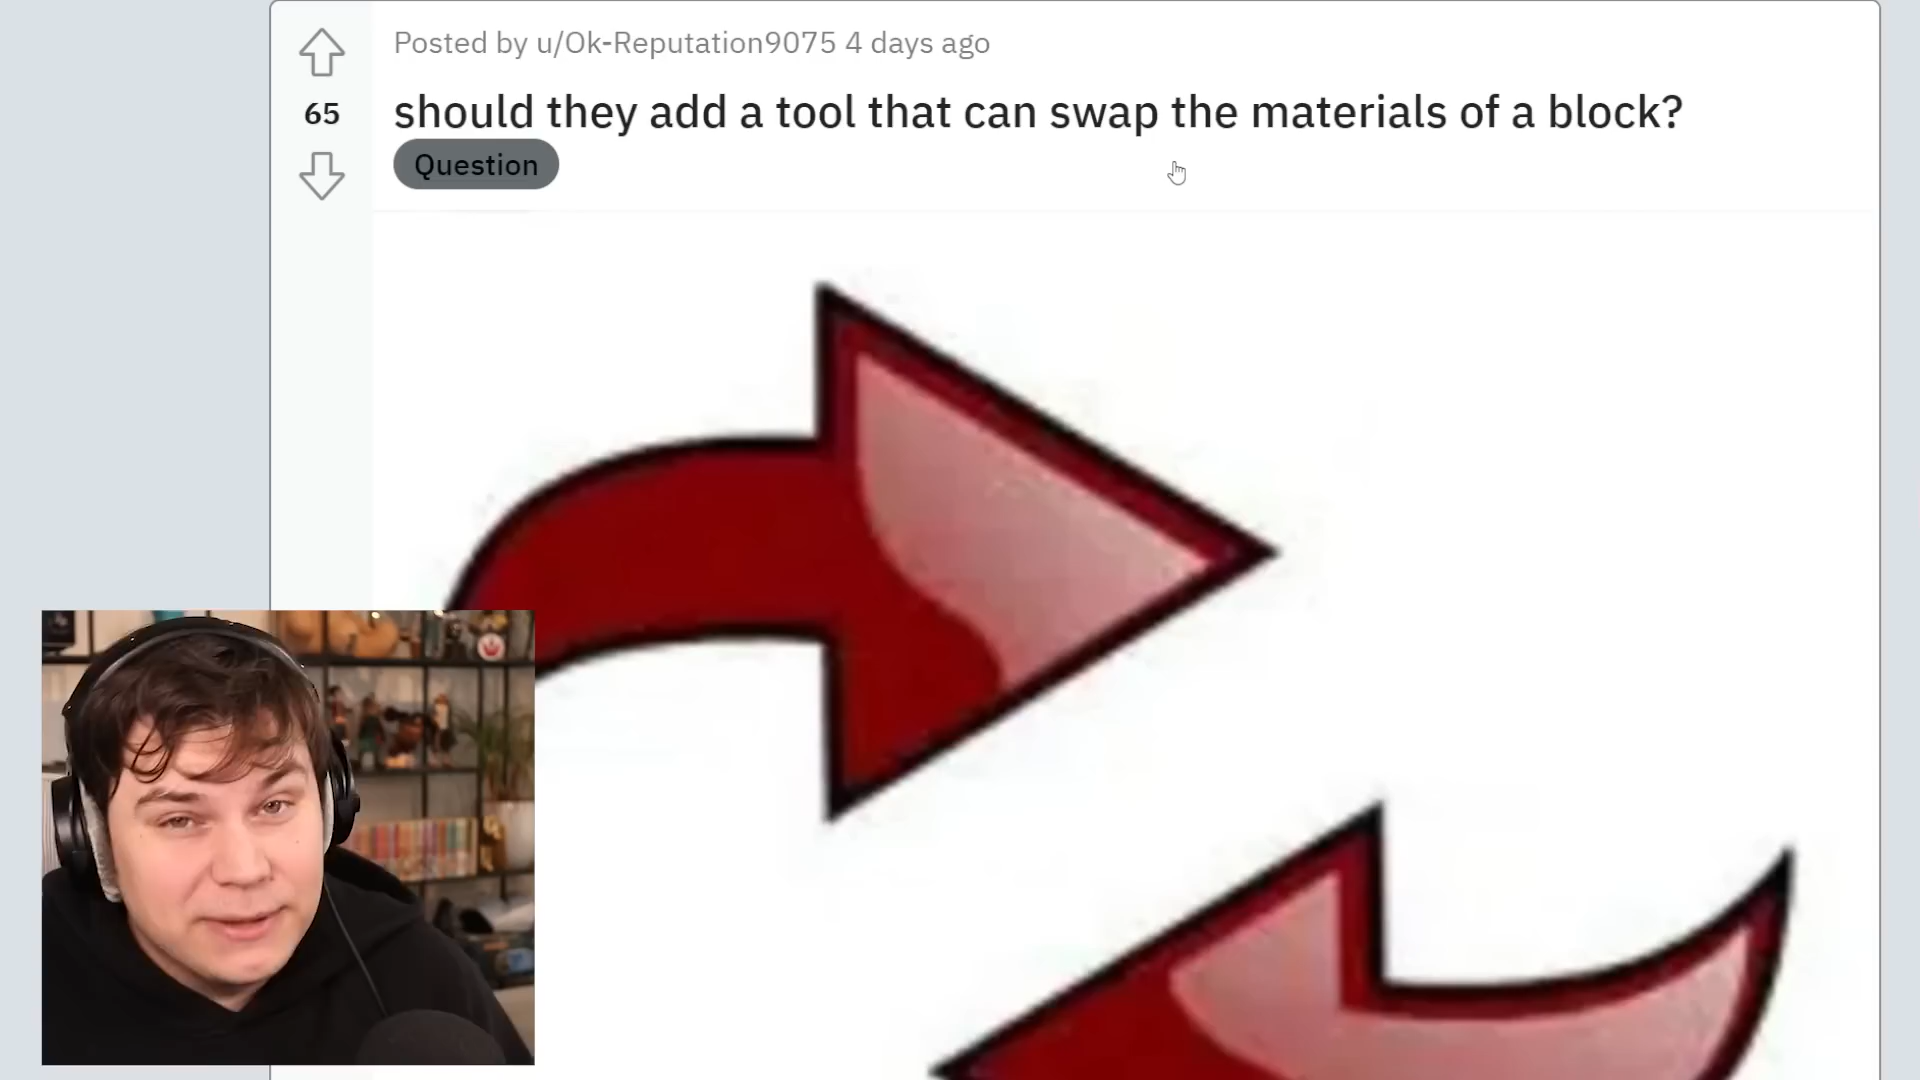 Posted by u/Ok-Reputation9075 4 days ago
65
should they add a tool that can swap the materials of a block?
Question